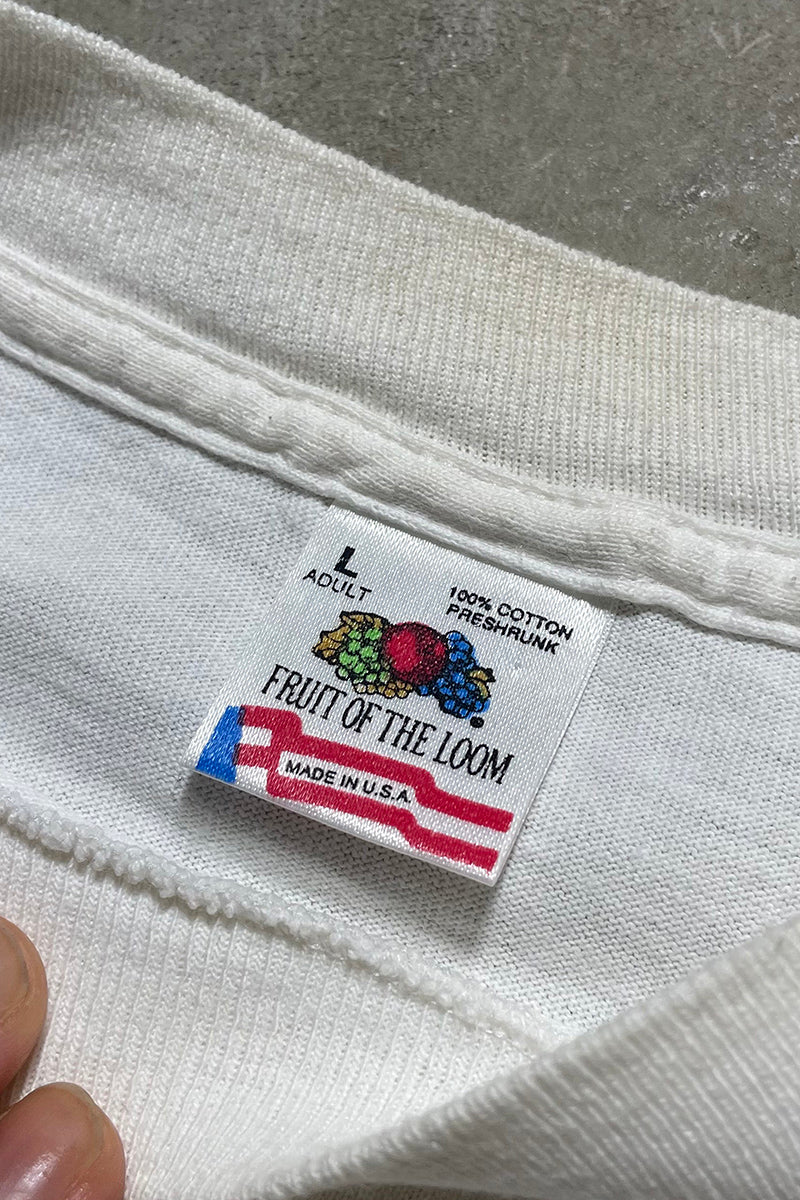 L
ADULT
100% COTTON
PRESHRUNK
FRUIT OF THE LOOM
MADE IN U.S.A.